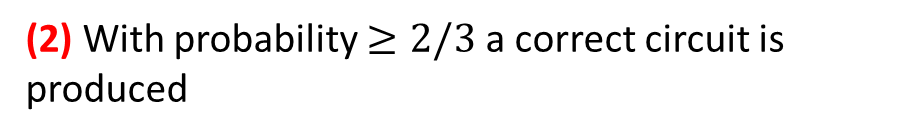 (2) With probability ≥ 2/3 a correct circuit is
produced